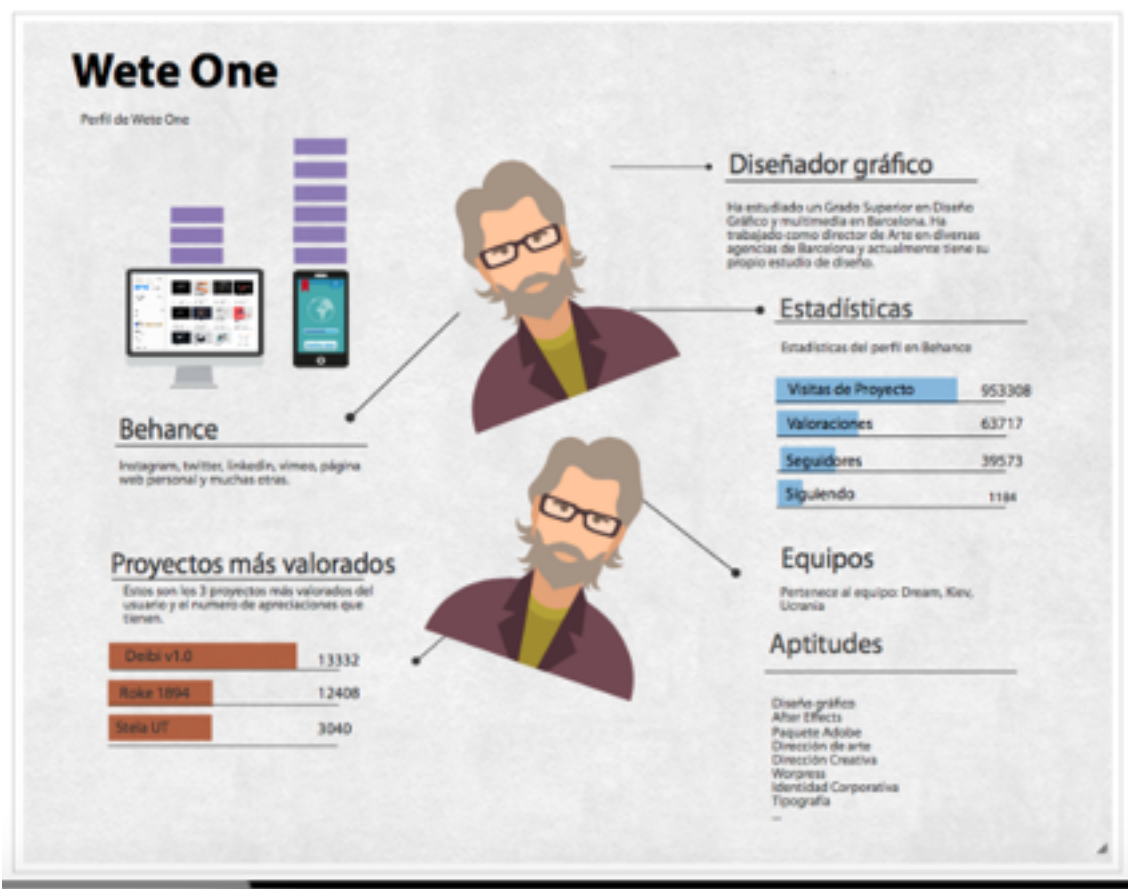 Wete One
Perfil de Wete One
Diseñador gráfico
Ha estudiado un Grado Superior en Diseño
Gráfico y multimedia en Barcelona. Ha
trabajado como director de Arte en diversas
agencias de Barcelona y actualmente tiene su
propio estudio de diseño.
Estadísticas
Estadísticas del perfil en Behance
Visitas de Proyecto 953308
Valoraciones 63717
Seguidores 39573
Siguiendo 1184
Behance
Instagram, twitter, linkedin, vimeo, página
web personal y muchas otras.
Proyectos más valorados
Estos son los 3 proyectos más valorados del
usuario y el numero de apreciaciones que
tienen.
Deibi v1.0 13332
Roke 1894 12408
Stela UT 3040
Equipos
Pertenece al equipo: Dream, Kiev,
Ucrania
Aptitudes
Diseño gráfico
After Effects
Paquete Adobe
Dirección de arte
Dirección Creativa
Worpress
Identidad Corporativa
Tipografía
...